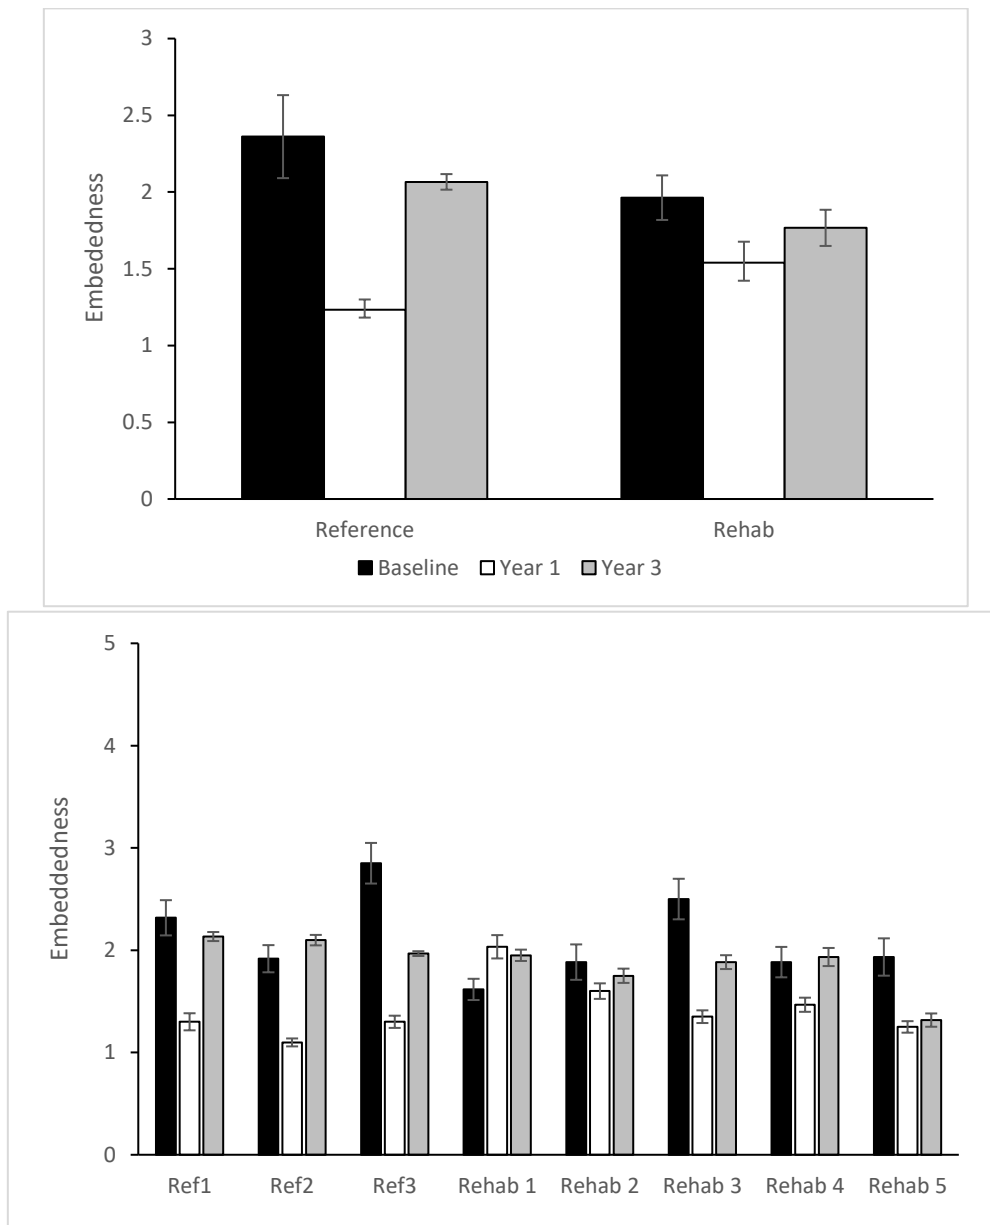 3
2.5
2
1.5
1
0.5
0
Embededness
Reference Rehab
Baseline Year 1 Year 3
5
4
3
2
1
0
Embeddedness
Ref1 Ref2 Ref3 Rehab 1 Rehab 2 Rehab 3 Rehab 4 Rehab 5